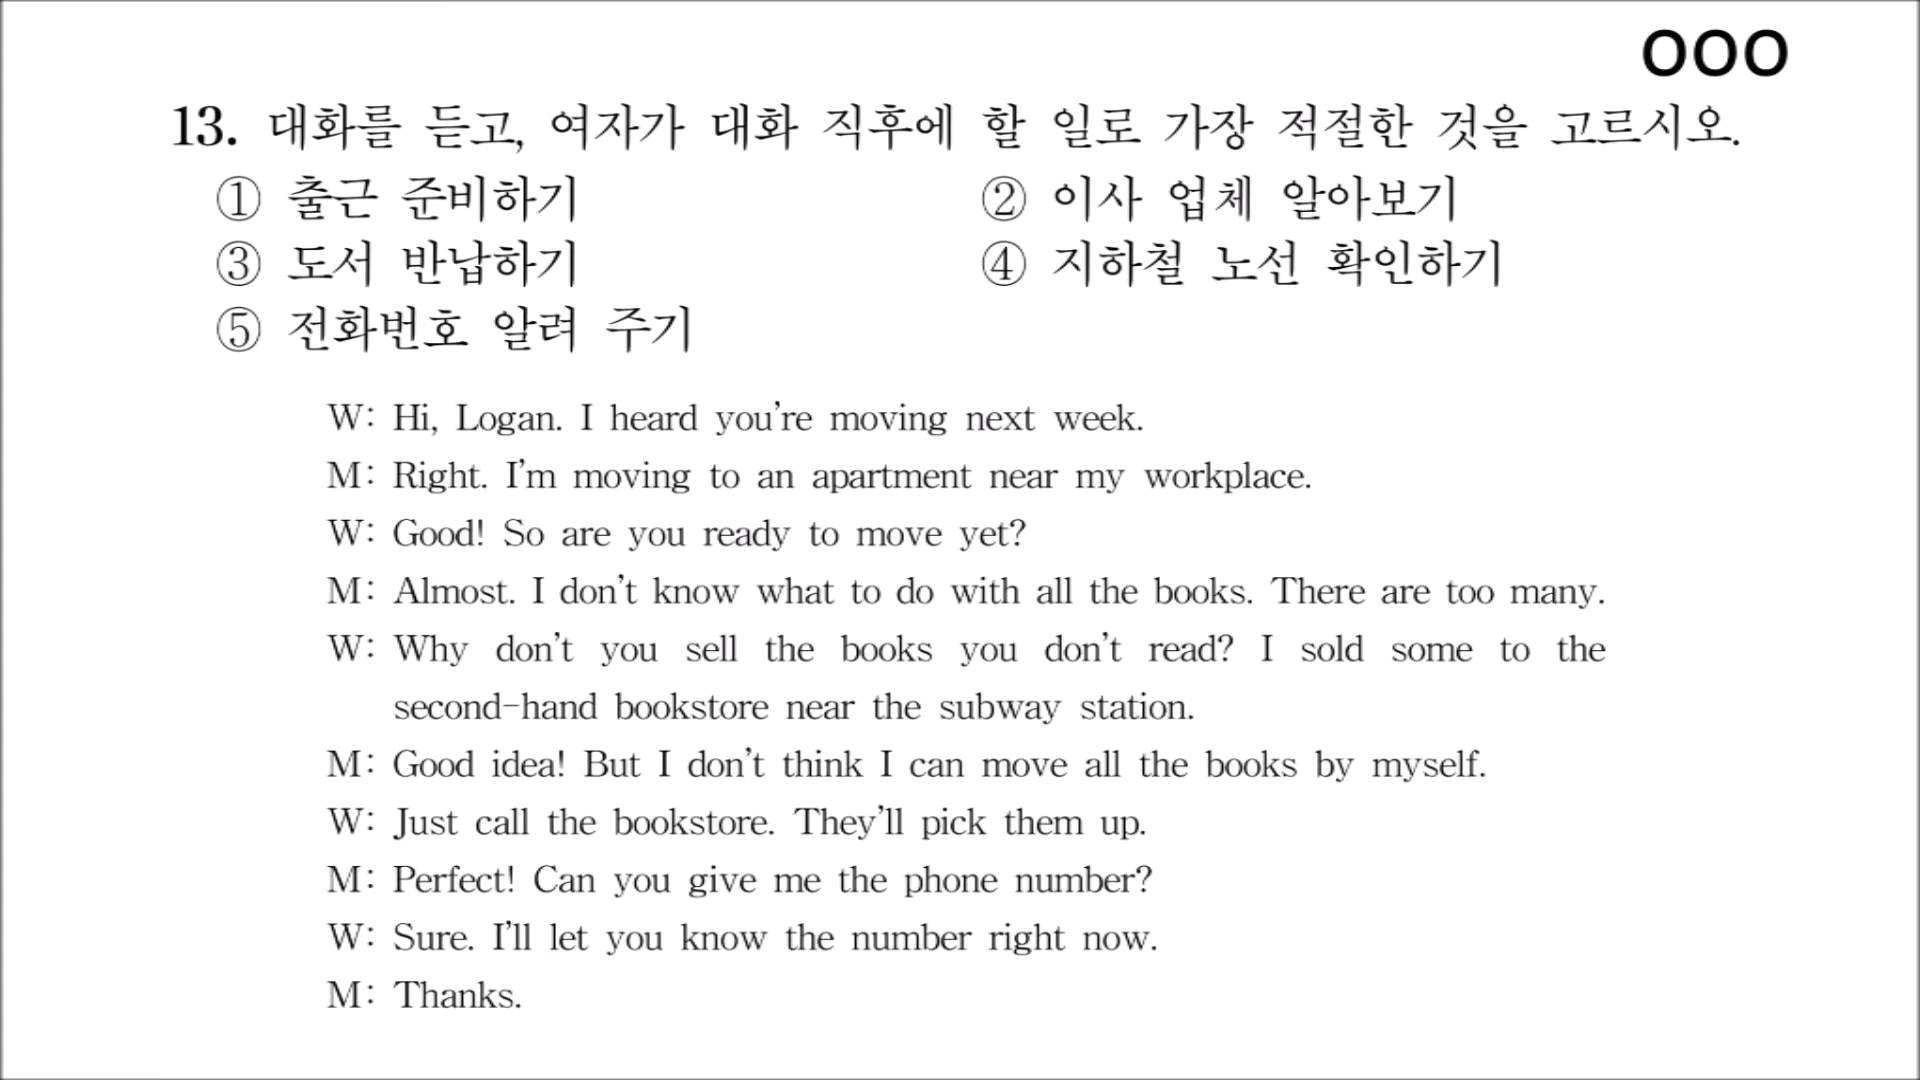 OOO
13. 대화를 듣고, 여자가 대화 직후에 할 일로 가장 적절한 것을 고르시오.
① 출근 준비하기 ② 이사 업체 알아보기
③ 도서 반납하기 ④ 지하철 노선 확인하기
⑤ 전화번호 알려 주기
W: Hi, Logan. I heard you're moving next week.
M: Right. I'm moving to an apartment near my workplace.
W: Good! So are you ready to move yet?
M: Almost. I don't know what to do with all the books. There are too many.
W: Why don't you sell the books you don't read? I sold some to the
second-hand bookstore near the subway station.
M: Good idea! But I don't think I can move all the books by myself.
W: Just call the bookstore. They'll pick them up.
M: Perfect! Can you give me the phone number?
W: Sure. I'll let you know the number right now.
M: Thanks.